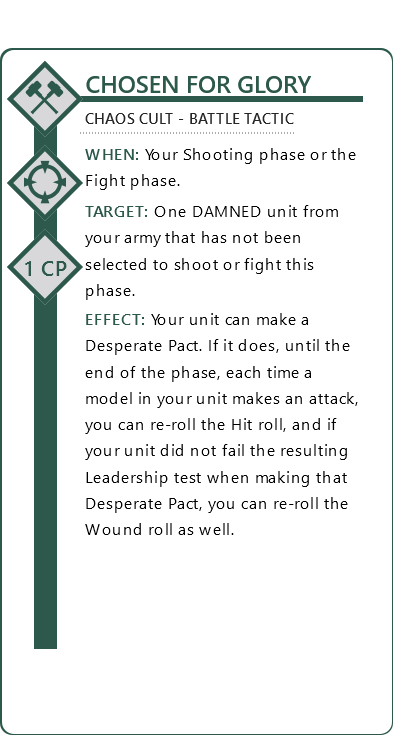 CHOSEN FOR GLORY
CHAOS CULT - BATTLE TACTIC
WHEN: Your Shooting phase or the
Fight phase.
TARGET: One DAMNED unit from
your army that has not been
selected to shoot or fight this
phase.
1 CP
EFFECT: Your unit can make a
Desperate Pact. If it does, until the
end of the phase, each time a
model in your unit makes an attack,
you can re-roll the Hit roll, and if
your unit did not fail the resulting
Leadership test when making that
Desperate Pact, you can re-roll the
Wound roll as well.